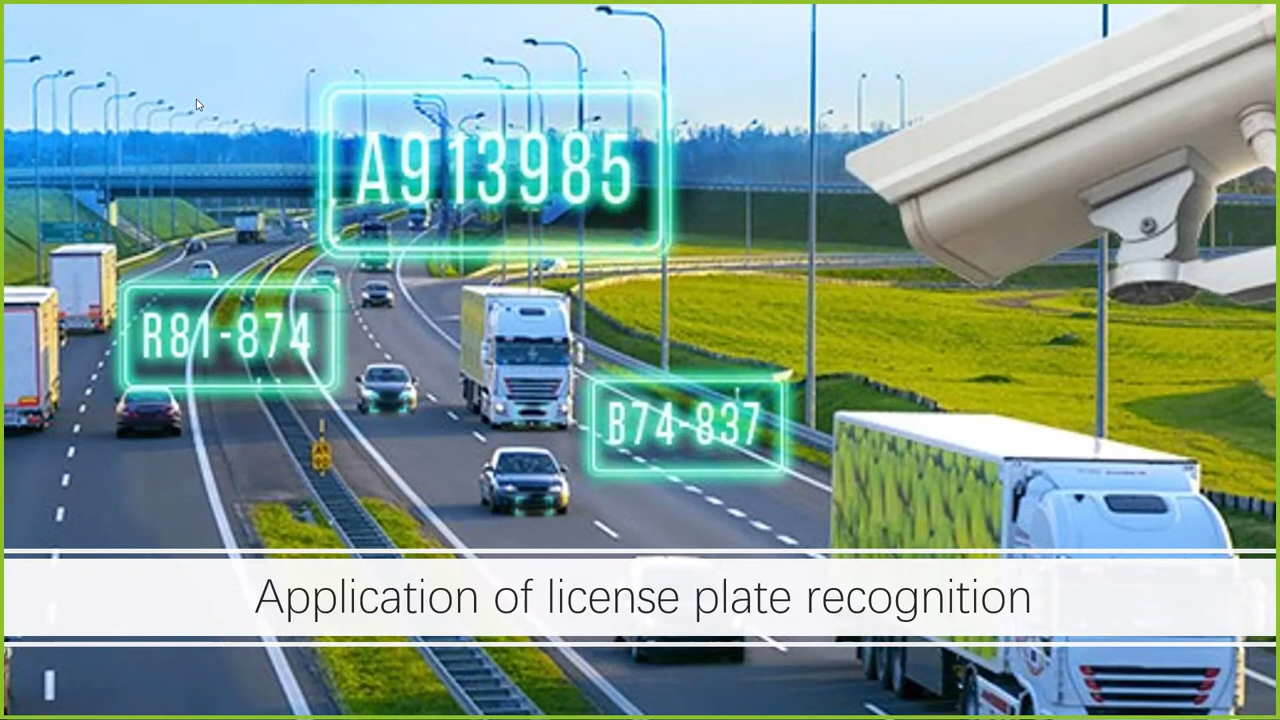 A913985
R81-874
B74-837
Application of license plate recognition